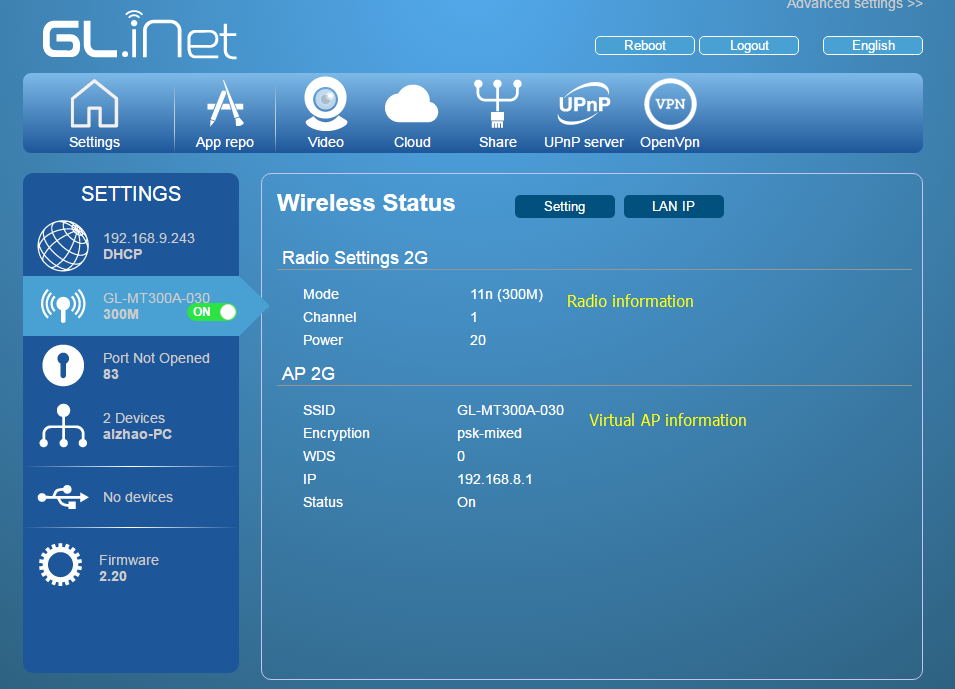 Advanced settings >>
GL.iNet
Reboot Logout English
Settings App repo Video Cloud Share UPnP UPnP server VPN OpenVpn
SETTINGS
192.168.9.243
DHCP
GL-MT300A-030
300M ON
Port Not Opened
83
2 Devices
alzhao-PC
No devices
Firmware
2.20
Wireless Status Setting LAN IP
Radio Settings 2G
Mode 11n (300M) Radio information
Channel 1
Power 20
AP 2G
SSID GL-MT300A-030 Virtual AP information
Encryption psk-mixed
WDS 0
IP 192.168.8.1
Status On